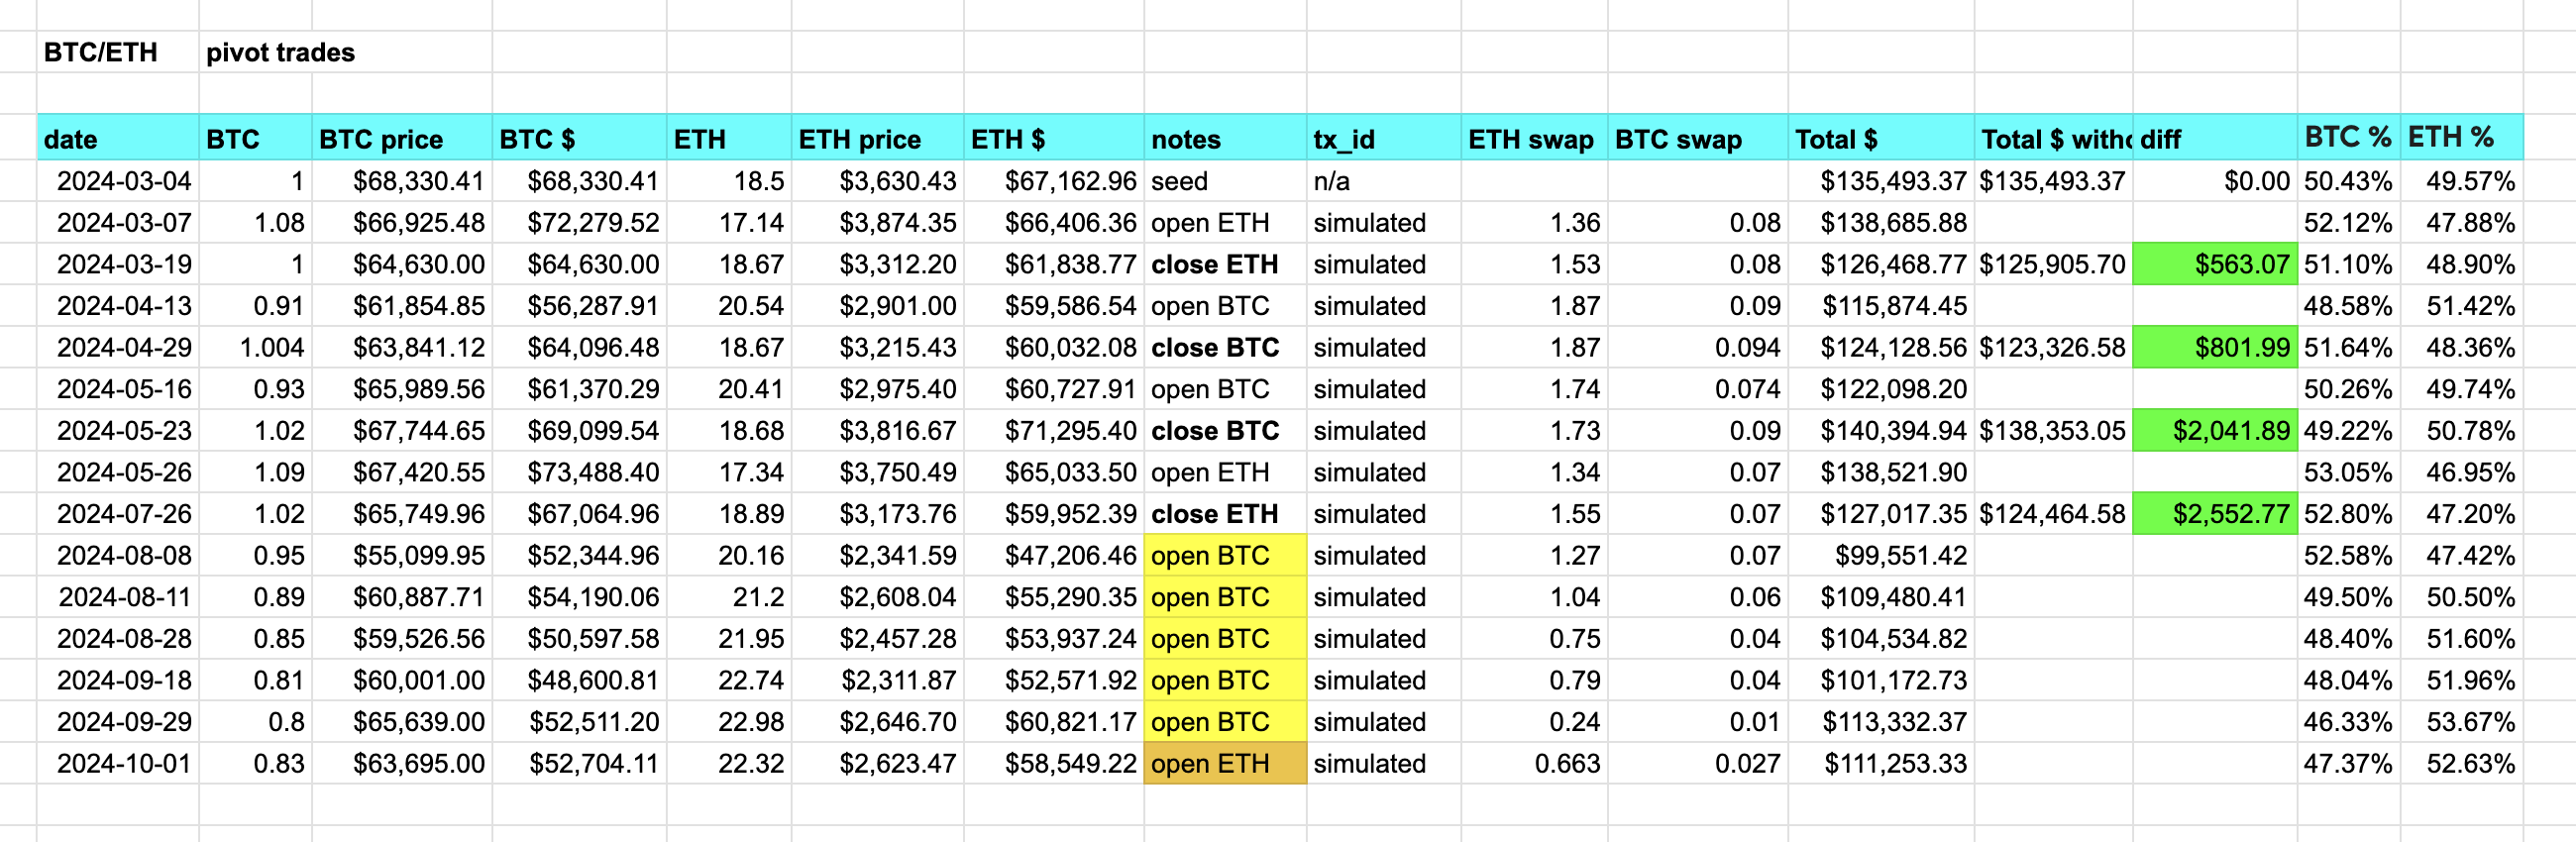 BTC/ETH pivot trades
date BTC BTC price BTC $ ETH ETH price ETH $ notes tx_id ETH swap BTC swap Total $ Total $ withc diff BTC % ETH %
2024-03-04 1 $68,330.41 $68,330.41 18.5 $3,630.43 $67,162.96 seed n/a $135,493.37 $135,493.37 $0.00 50.43% 49.57%
2024-03-07 1.08 $66,925.48 $72,279.52 17.14 $3,874.35 $66,406.36 open ETH simulated 1.36 0.08 $138,685.88 52.12% 47.88%
2024-03-19 1 $64,630.00 $64,630.00 18.67 $3,312.20 $61,838.77 close ETH simulated 1.53 0.08 $126,468.77 $125,905.70 $563.07 51.10% 48.90%
2024-04-13 0.91 $61,854.85 $56,287.91 20.54 $2,901.00 $59,586.54 open BTC simulated 1.87 0.09 $115,874.45 48.58% 51.42%
2024-04-29 1.004 $63,841.12 $64,096.48 18.67 $3,215.43 $60,032.08 close BTC simulated 1.87 0.094 $124,128.56 $123,326.58 $801.99 51.64% 48.36%
2024-05-16 0.93 $65,989.56 $61,370.29 20.41 $2,975.40 $60,727.91 open BTC simulated 1.74 0.074 $122,098.20 50.26% 49.74%
2024-05-23 1.02 $67,744.65 $69,099.54 18.68 $3,816.67 $71,295.40 close BTC simulated 1.73 0.09 $140,394.94 $138,353.05 $2,041.89 49.22% 50.78%
2024-05-26 1.09 $67,420.55 $73,488.40 17.34 $3,750.49 $65,033.50 open ETH simulated 1.34 0.07 $138,521.90 53.05% 46.95%
2024-07-26 1.02 $65,749.96 $67,064.96 18.89 $3,173.76 $59,952.39 close ETH simulated 1.55 0.07 $127,017.35 $124,464.58 $2,552.77 52.80% 47.20%
2024-08-08 0.95 $55,099.95 $52,344.96 20.16 $2,341.59 $47,206.46 open BTC simulated 1.27 0.07 $99,551.42 52.58% 47.42%
2024-08-11 0.89 $60,887.71 $54,190.06 21.2 $2,608.04 $55,290.35 open BTC simulated 1.04 0.06 $109,480.41 49.50% 50.50%
2024-08-28 0.85 $59,526.56 $50,597.58 21.95 $2,457.28 $53,937.24 open BTC simulated 0.75 0.04 $104,534.82 48.40% 51.60%
2024-09-18 0.81 $60,001.00 $48,600.81 22.74 $2,311.87 $52,571.92 open BTC simulated 0.79 0.04 $101,172.73 48.04% 51.96%
2024-09-29 0.8 $65,639.00 $52,511.20 22.98 $2,646.70 $60,821.17 open BTC simulated 0.24 0.01 $113,332.37 46.33% 53.67%
2024-10-01 0.83 $63,695.00 $52,704.11 22.32 $2,623.47 $58,549.22 open ETH simulated 0.663 0.027 $111,253.33 47.37% 52.63%